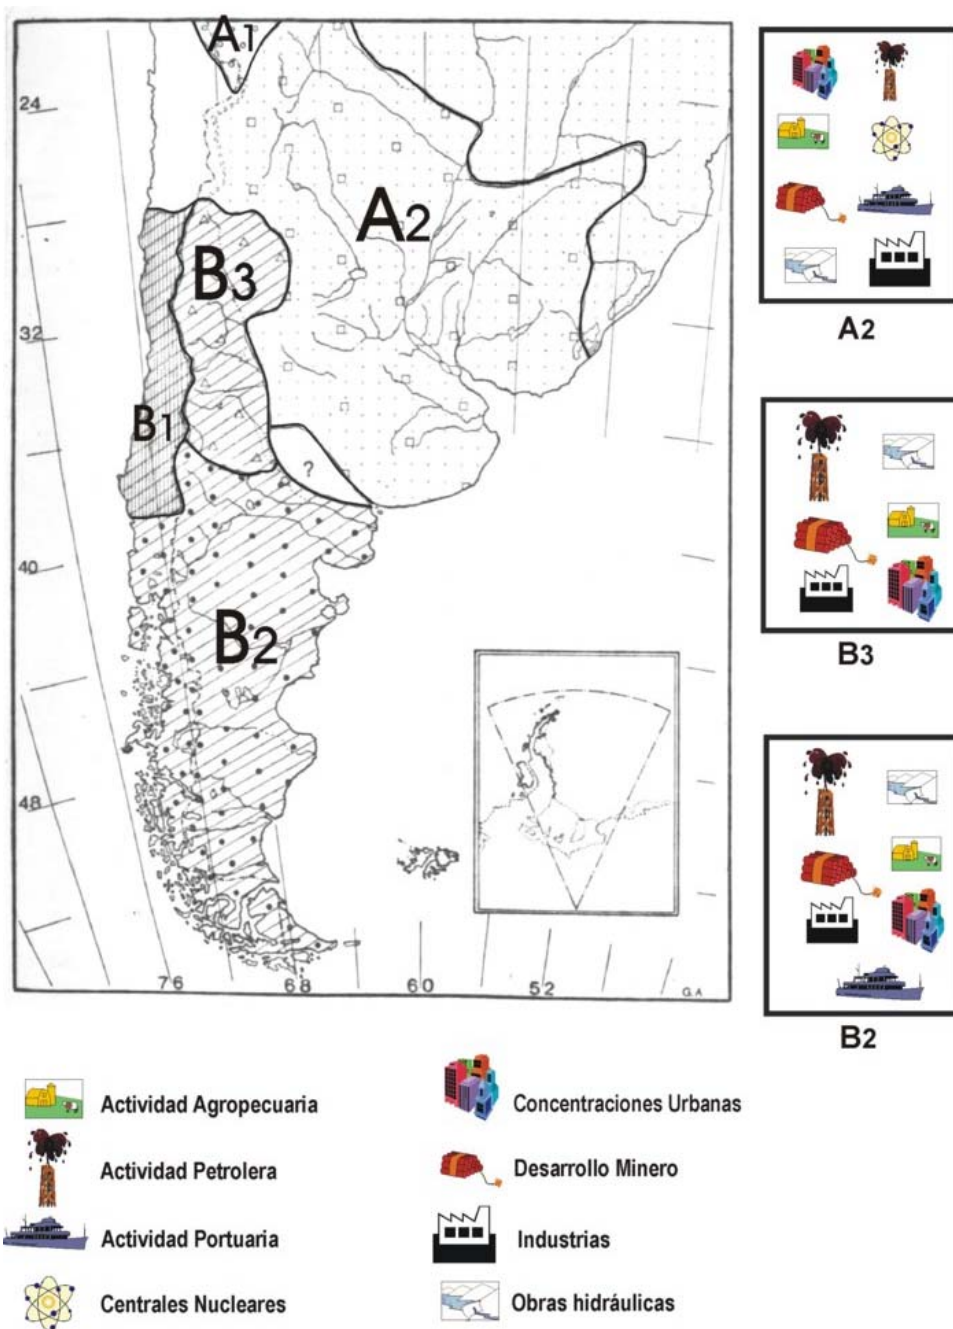 A1
24
A2
A2
B3
32
B1
?
B3
40
B2
48
76
68
60
52
G.A
B2
Actividad Agropecuaria
Concentraciones Urbanas
Actividad Petrolera
Desarrollo Minero
Actividad Portuaria
Industrias
Centrales Nucleares
Obras hidráulicas